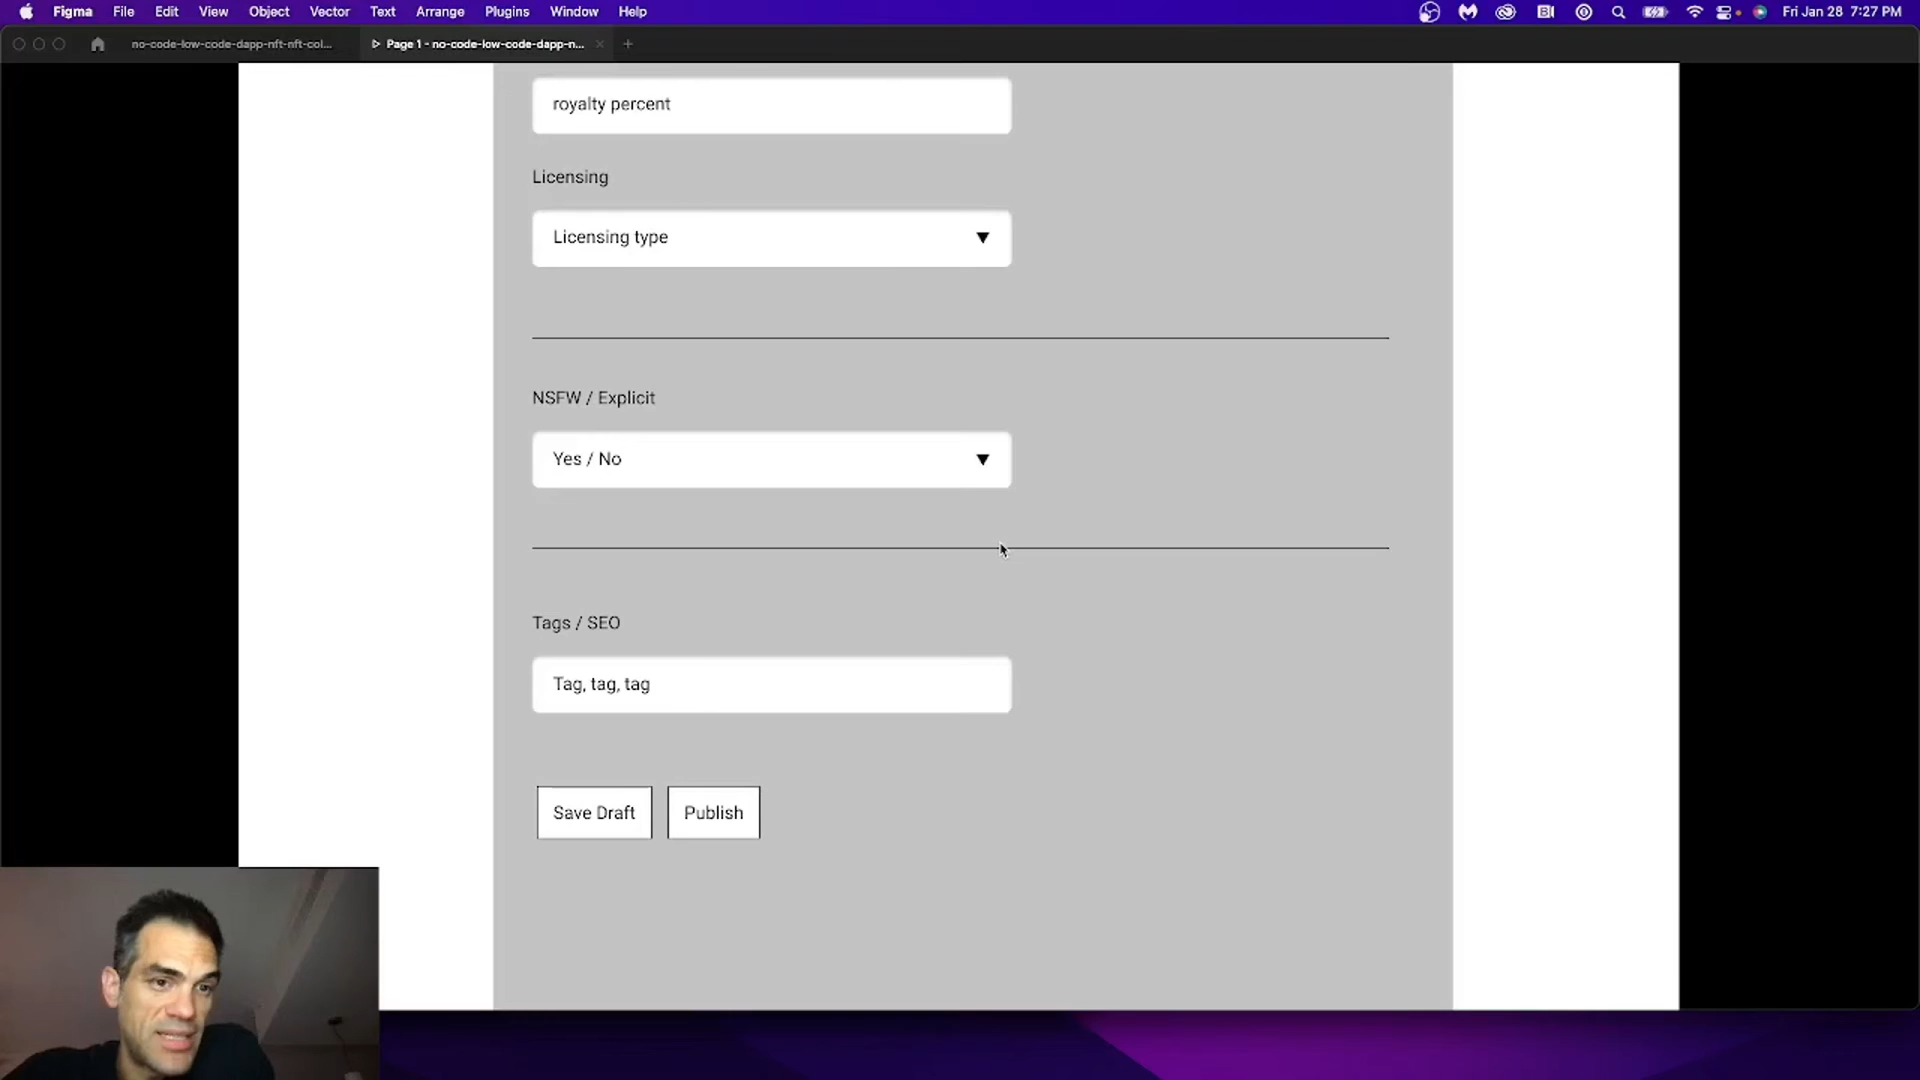 Figma File Edit View Object Vector Text Arrange Plugins Window Help Fri Jan 28 7:27 PM
no-code-low-code-dapp-nft-nft-col... Page 1 - no-code-low-code-dapp-n...
royalty percent
Licensing
Licensing type
NSFW / Explicit
Yes / No
Tags / SEO
Tag, tag, tag
Save Draft Publish